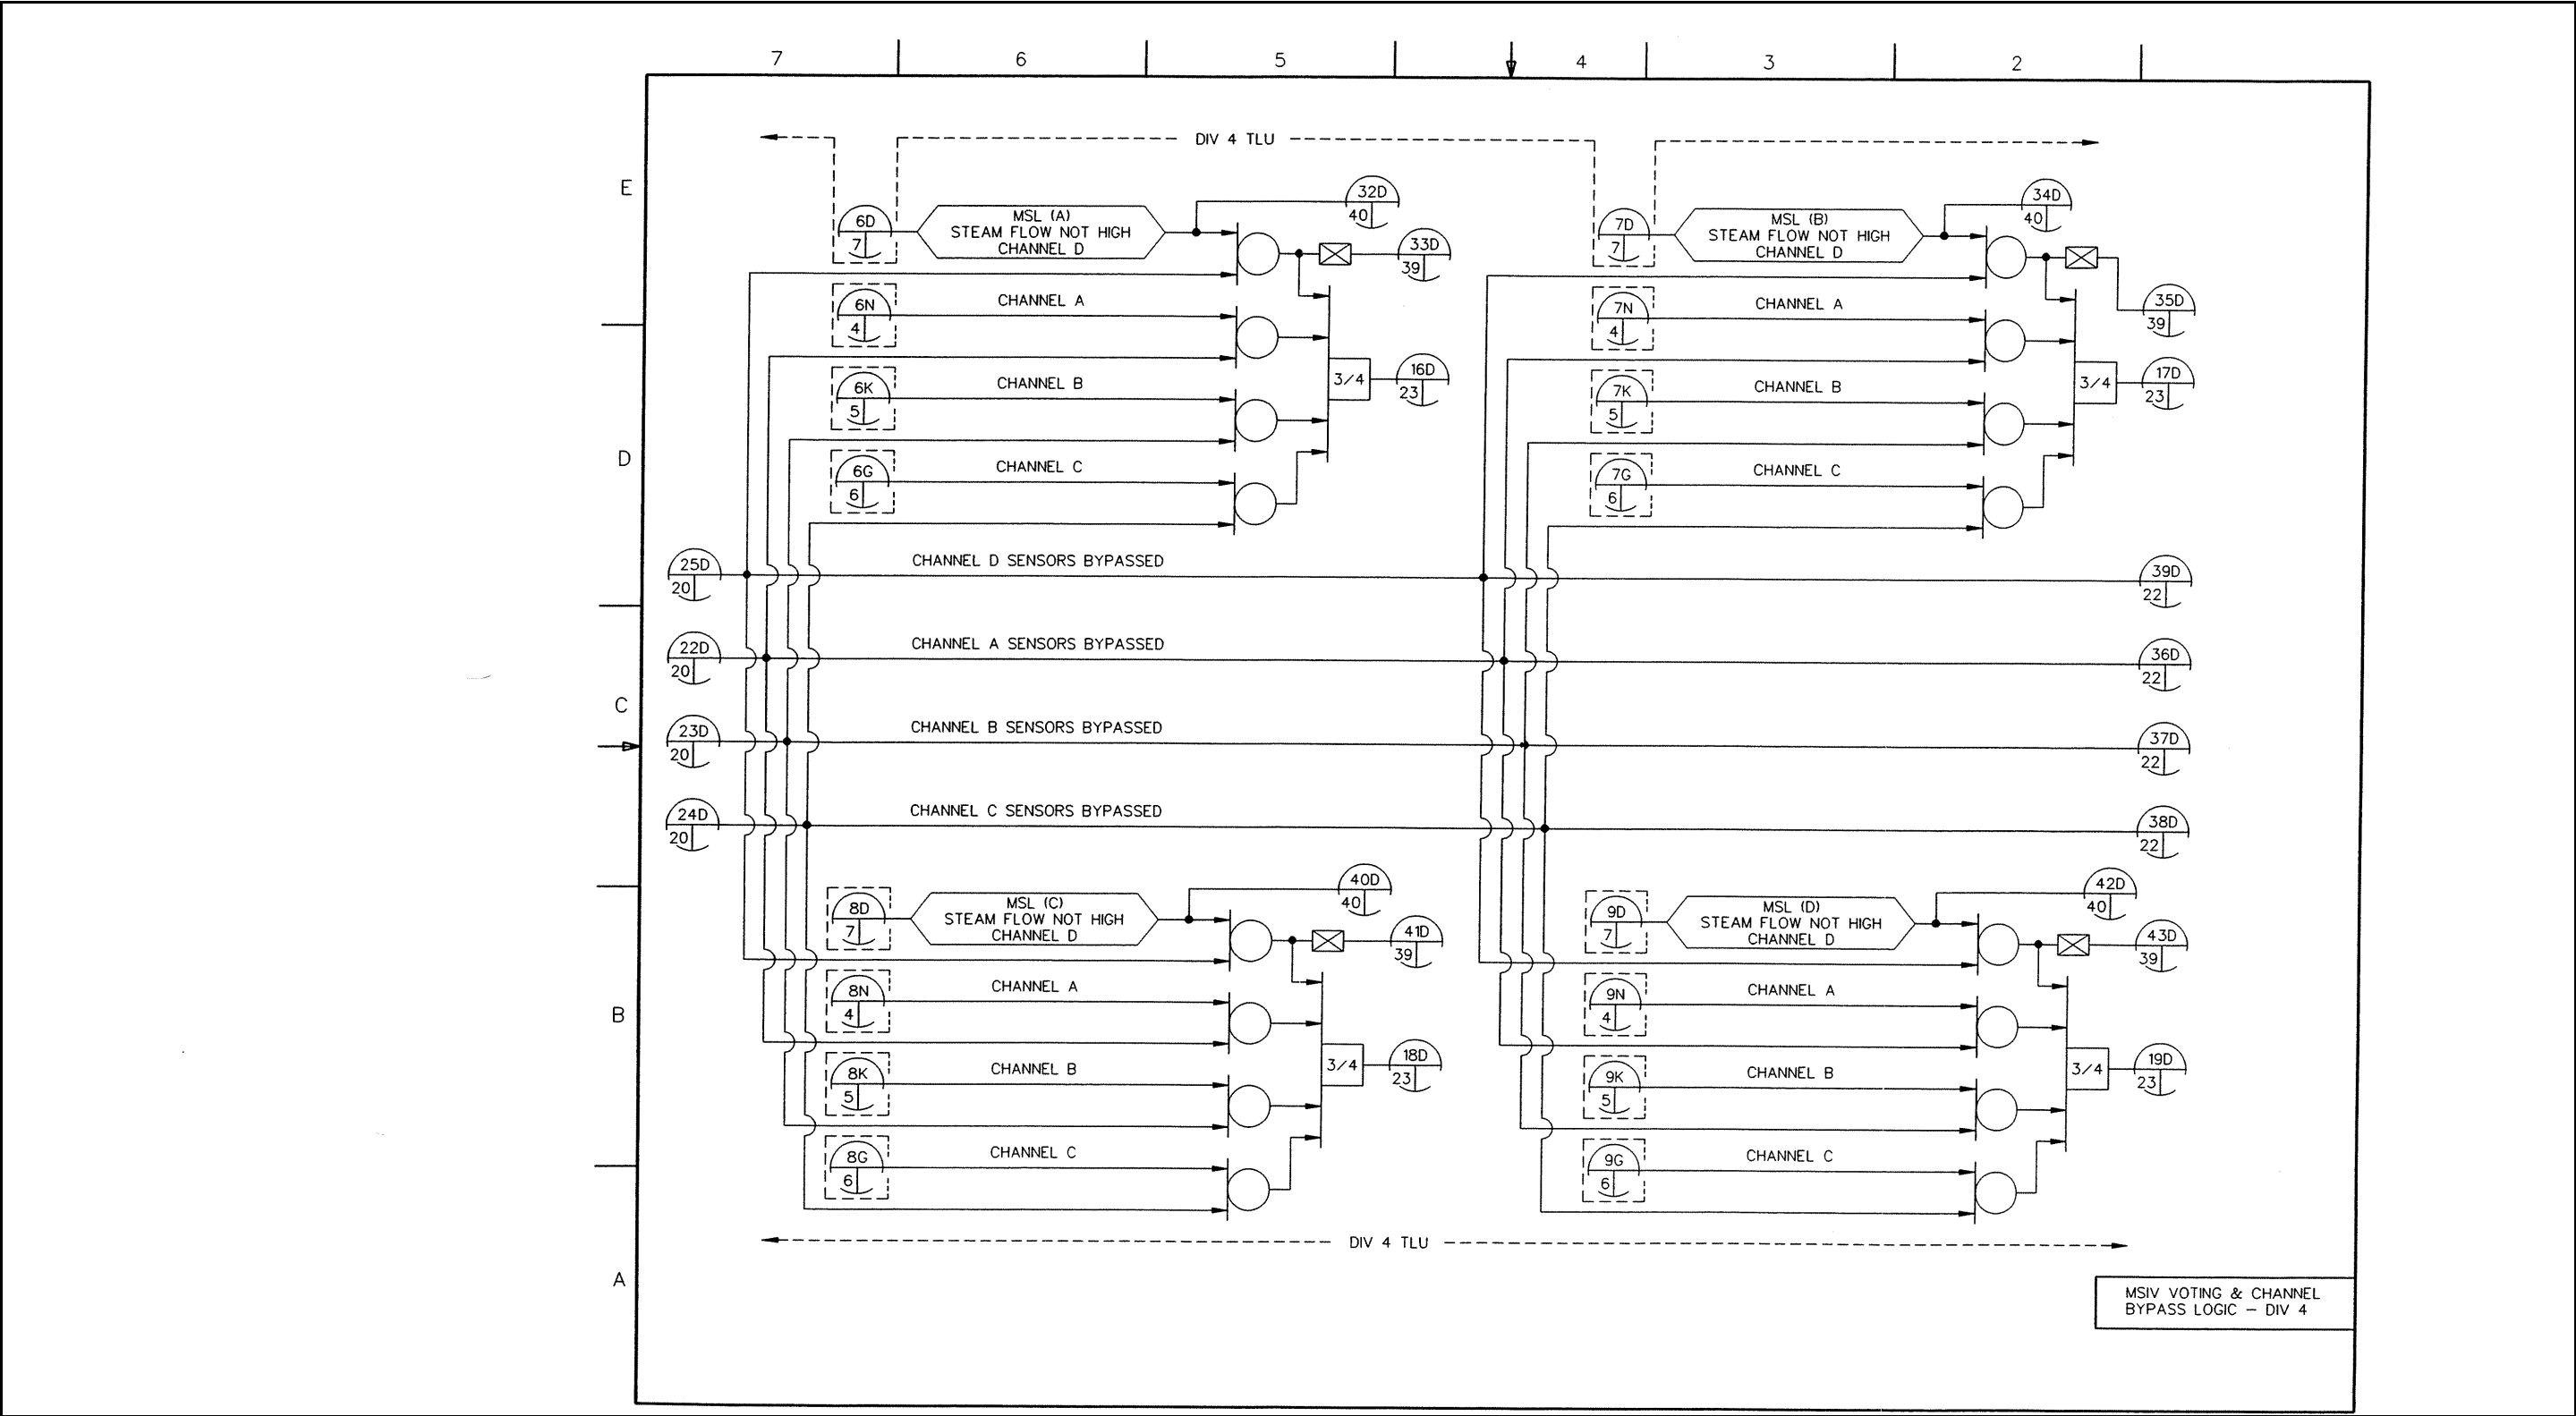 7 6 5 4 3 2
DIV 4 TLU
E
D
C
B
A
6D
7
MSL (A)
STEAM FLOW NOT HIGH
CHANNEL D
32D
40
33D
39
6N
4
CHANNEL A
6K
5
CHANNEL B
6G
6
CHANNEL C
3/4
16D
23
7D
7
MSL (B)
STEAM FLOW NOT HIGH
CHANNEL D
34D
40
35D
39
7N
4
CHANNEL A
7K
5
CHANNEL B
7G
6
CHANNEL C
3/4
17D
23
25D
20
CHANNEL D SENSORS BYPASSED
39D
22
22D
20
CHANNEL A SENSORS BYPASSED
36D
22
23D
20
CHANNEL B SENSORS BYPASSED
37D
22
24D
20
CHANNEL C SENSORS BYPASSED
38D
22
8D
7
MSL (C)
STEAM FLOW NOT HIGH
CHANNEL D
40D
40
41D
39
8N
4
CHANNEL A
8K
5
CHANNEL B
8G
6
CHANNEL C
3/4
18D
23
9D
7
MSL (D)
STEAM FLOW NOT HIGH
CHANNEL D
42D
40
43D
39
9N
4
CHANNEL A
9K
5
CHANNEL B
9G
6
CHANNEL C
3/4
19D
23
DIV 4 TLU
MSIV VOTING & CHANNEL
BYPASS LOGIC – DIV 4